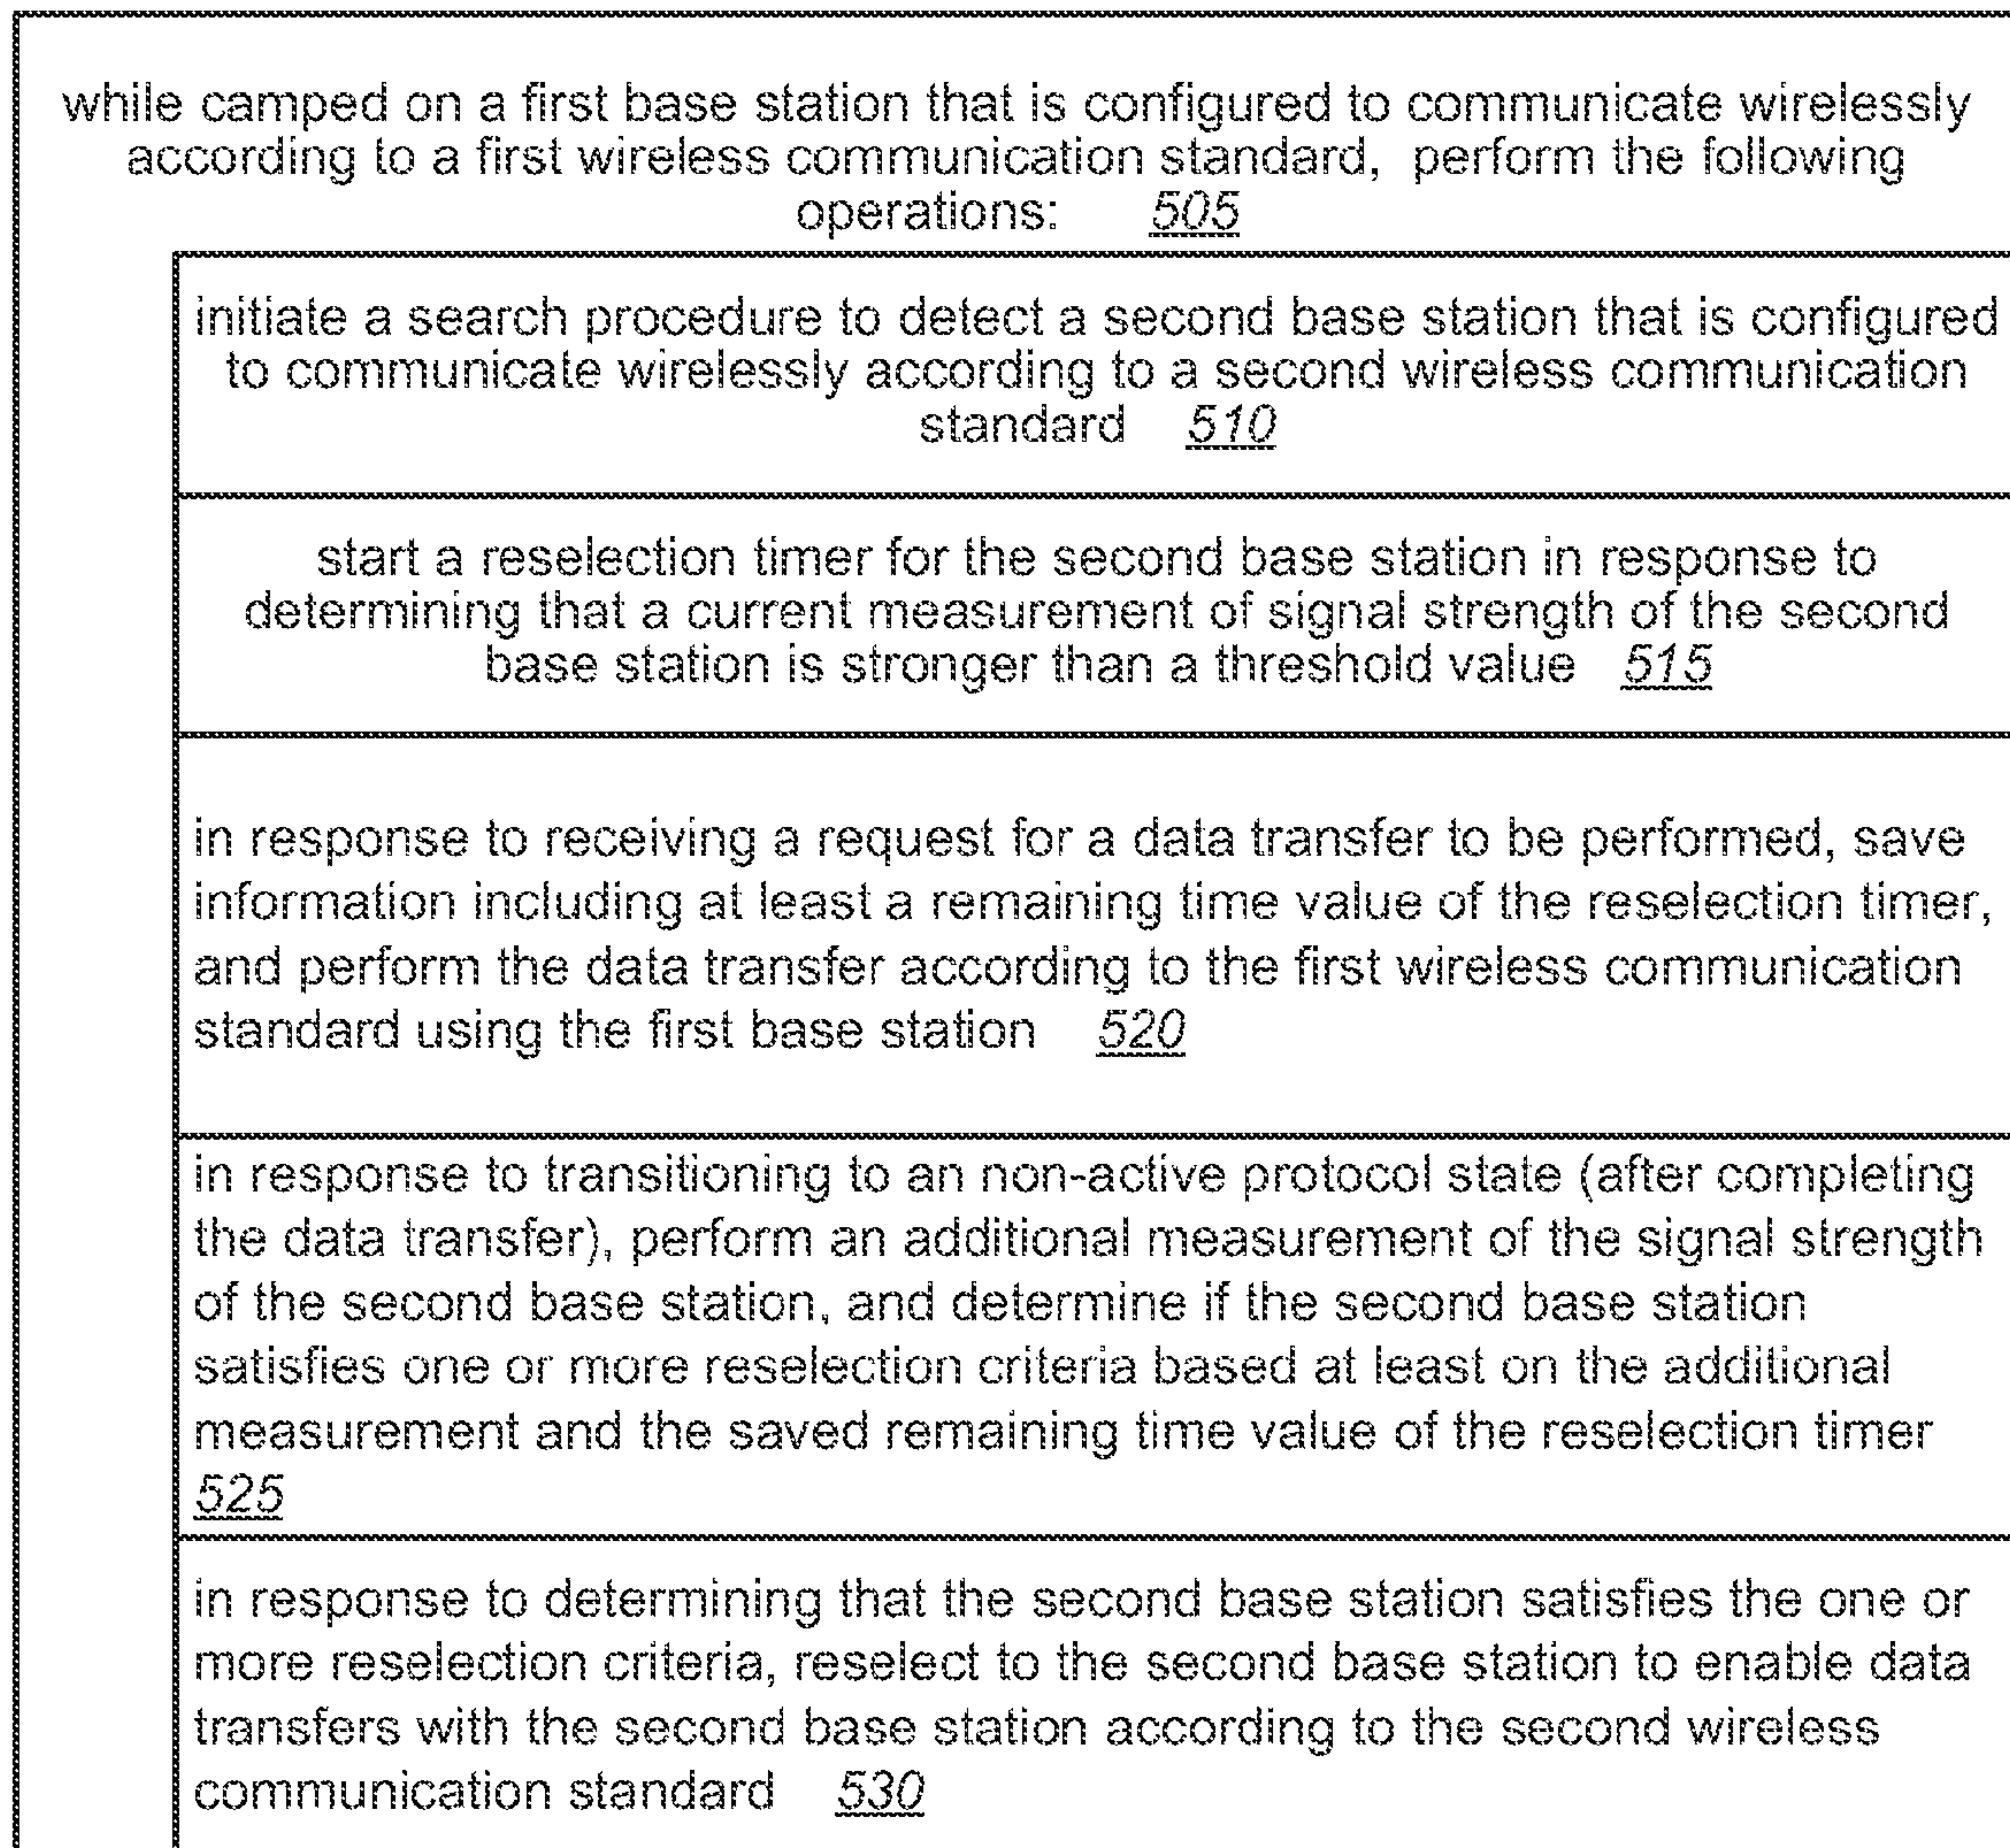 while camped on a first base station that is configured to communicate wirelessly
according to a first wireless communication standard, perform the following
operations: 505
initiate a search procedure to detect a second base station that is configured
to communicate wirelessly according to a second wireless communication
standard 510
start a reselection timer for the second base station in response to
determining that a current measurement of signal strength of the second
base station is stronger than a threshold value 515
in response to receiving a request for a data transfer to be performed, save
information including at least a remaining time value of the reselection timer,
and perform the data transfer according to the first wireless communication
standard using the first base station 520
in response to transitioning to an non-active protocol state (after completing
the data transfer), perform an additional measurement of the signal strength
of the second base station, and determine if the second base station
satisfies one or more reselection criteria based at least on the additional
measurement and the saved remaining time value of the reselection timer
525
in response to determining that the second base station satisfies the one or
more reselection criteria, reselect to the second base station to enable data
transfers with the second base station according to the second wireless
communication standard 530